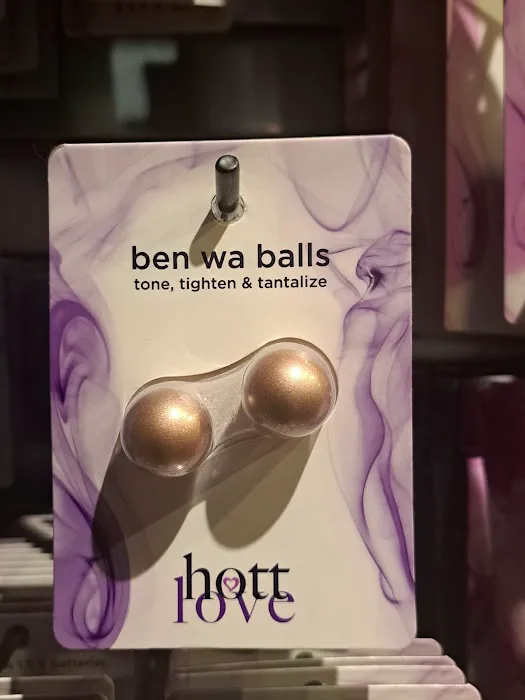 ben wa balls
tone, tighten & tantalize
hott
love